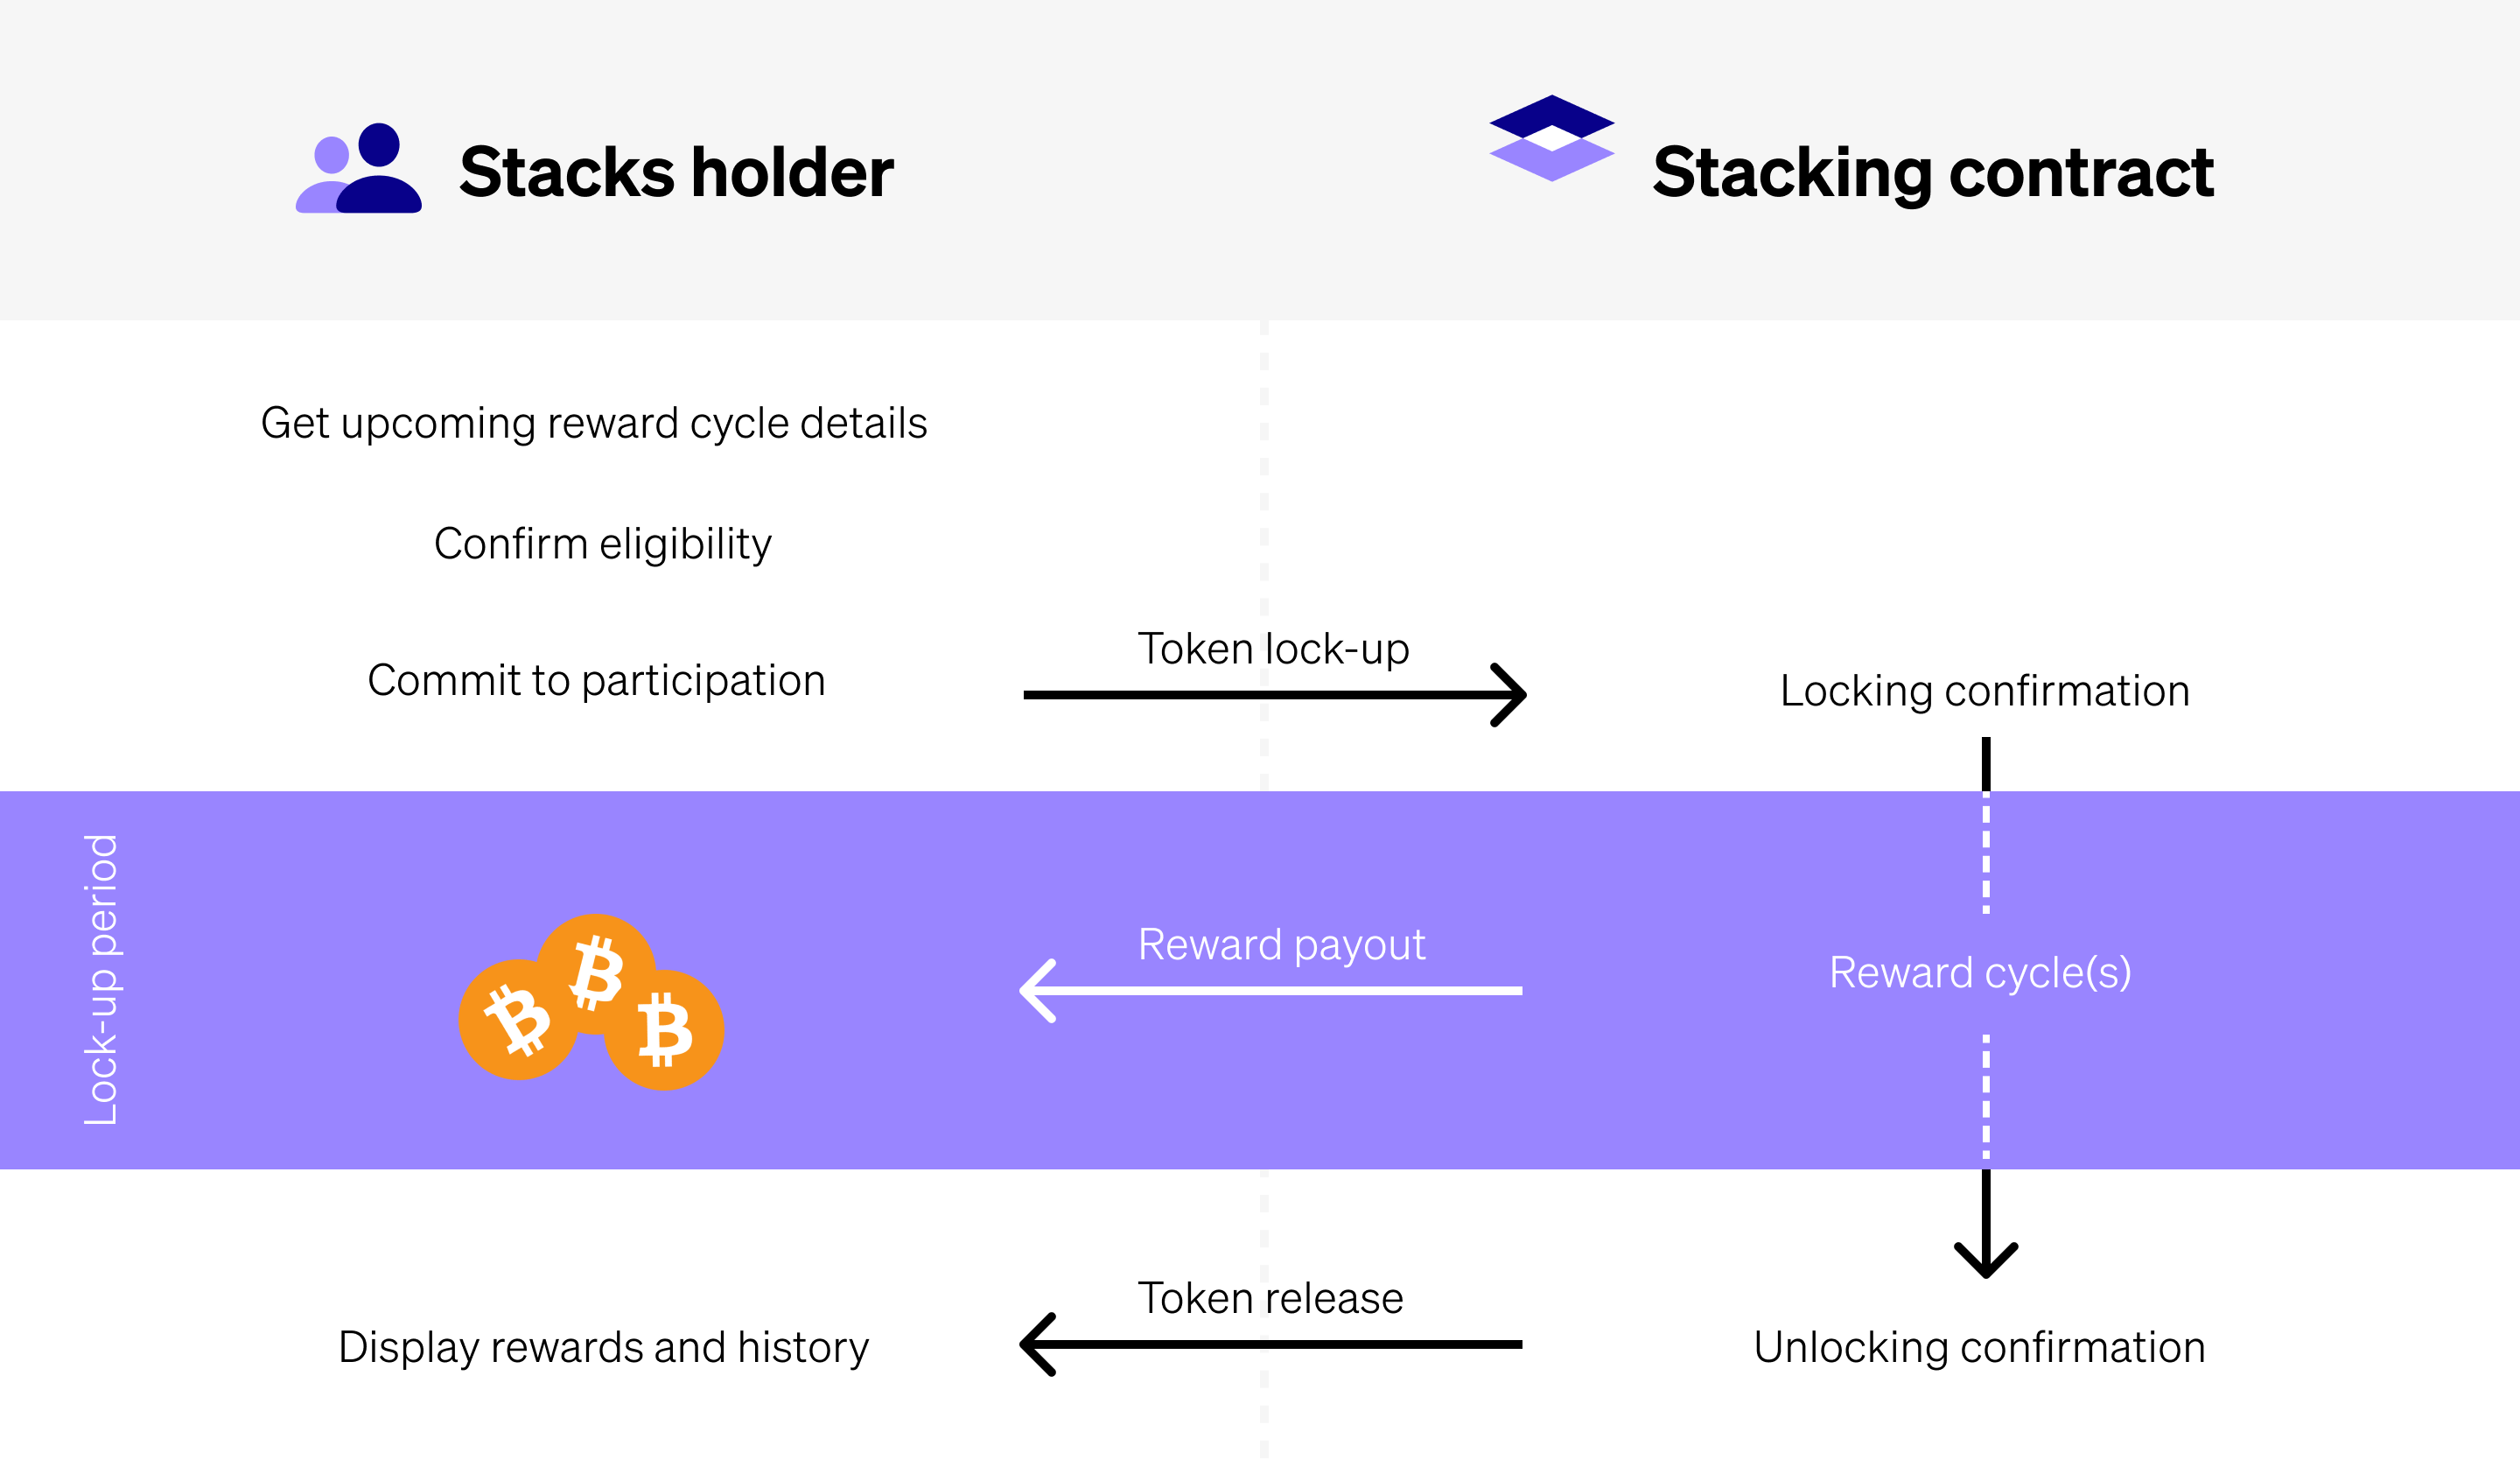 Stacks holder
Stacking contract
Get upcoming reward cycle details
Confirm eligibility
Commit to participation
Token lock-up
Locking confirmation
Lock-up period
Reward payout
Reward cycle(s)
Display rewards and history
Token release
Unlocking confirmation